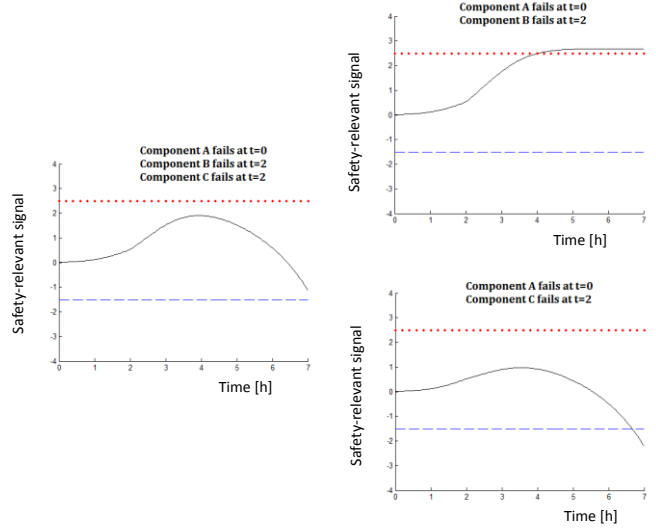 Component A fails at t=0
Component B fails at t=2
Component C fails at t=2
4
3
2
1
0
-1
-2
-3
-4
Safety-relevant signal
0 1 2 3 4 5 6 7
Time [h]
Component A fails at t=0
Component B fails at t=2
4
3
2
1
0
-1
-2
-3
-4
Safety-relevant signal
0 1 2 3 4 5 6 7
Time [h]
Component A fails at t=0
Component C fails at t=2
4
3
2
1
0
-1
-2
-3
-4
Safety-relevant signal
0 1 2 3 4 5 6 7
Time [h]